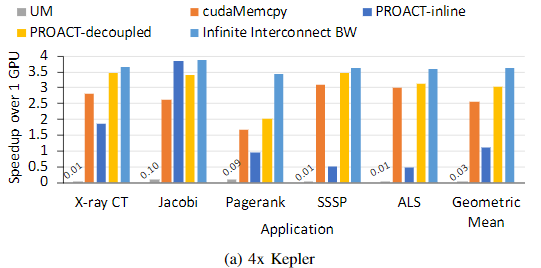 UM
cudaMemcpy
PROACT-inline
PROACT-decoupled
Infinite Interconnect BW
Speedup over 1 GPU
4
3.5
3
2.5
2
1.5
1
0.5
0
0.01
0.10
0.09
0.01
0.01
0.03
X-ray CT
Jacobi
Pagerank
SSSP
ALS
Geometric
Mean
Application
(a) 4x Kepler